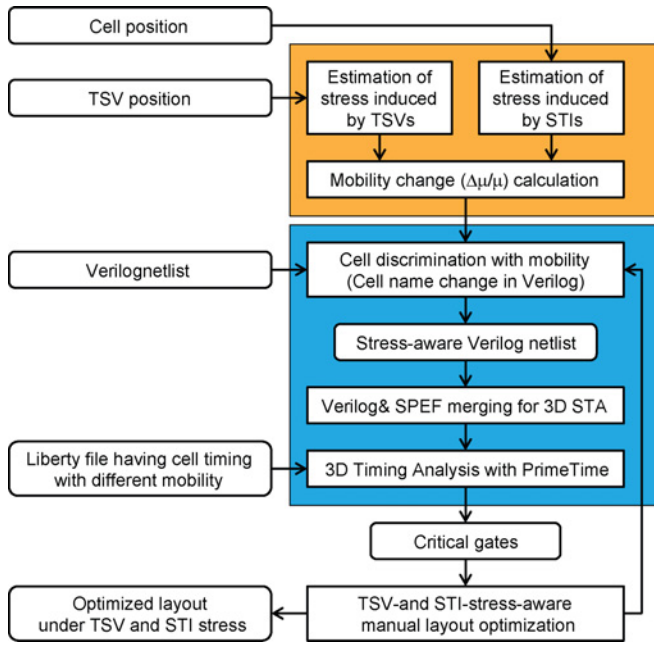 Cell position
TSV position
Estimation of
stress induced
by TSVs
Estimation of
stress induced
by STIs
Mobility change (Δμ/μ) calculation
Verilognetlist
Cell discrimination with mobility
(Cell name change in Verilog)
Stress-aware Verilog netlist
Verilog& SPEF merging for 3D STA
Liberty file having cell timing
with different mobility
3D Timing Analysis with PrimeTime
Critical gates
Optimized layout
under TSV and STI stress
TSV-and STI-stress-aware
manual layout optimization